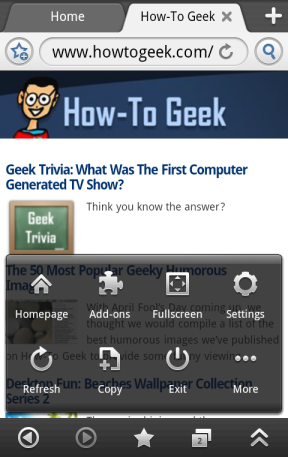 Home
How-To Geek
www.howtogeek.com/
How-To Geek
Geek Trivia: What Was The First Computer
Generated TV Show?
Geek
Trivia
Think you know the answer?
The 50 Most Popular Geeky Humorous
Images
With April Fool's Day coming up, we
thought we would compile a list of the
best humorous images we've published
on How-To Geek to provide some
viewing
Homepage
Add-ons
Fullscreen
Settings
Desktop Fun: Beaches Wallpaper Collection
Series 2
Refresh
Copy
Exit
More
2